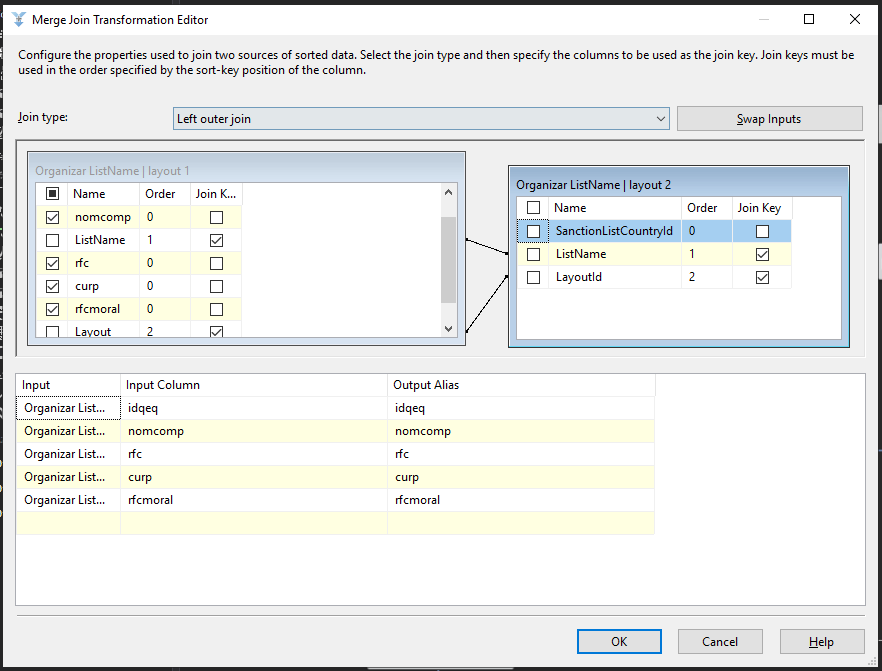 Merge Join Transformation Editor
Configure the properties used to join two sources of sorted data. Select the join type and then specify the columns to be used as the join key. Join keys must be
used in the order specified by the sort-key position of the column.
Join type:
Left outer join
Swap Inputs
Organizar ListName | layout 1
Name Order Join K...
nomcomp 0
ListName 1
rfc 0
curp 0
rfcmoral 0
Layout 2
Organizar ListName | layout 2
Name Order Join Key
SanctionListCountryId 0
ListName 1
LayoutId 2
Input Input Column Output Alias
Organizar List... idqeq idqeq
Organizar List... nomcomp nomcomp
Organizar List... rfc rfc
Organizar List... curp curp
Organizar List... rfcmoral rfcmoral
OK Cancel Help